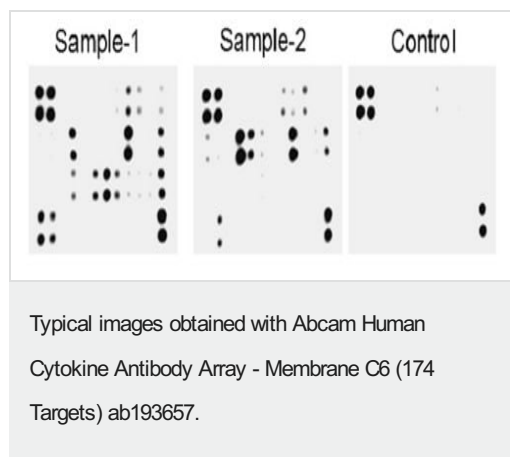 Sample-1 Sample-2 Control
Typical images obtained with Abcam Human
Cytokine Antibody Array - Membrane C6 (174
Targets) ab193657.